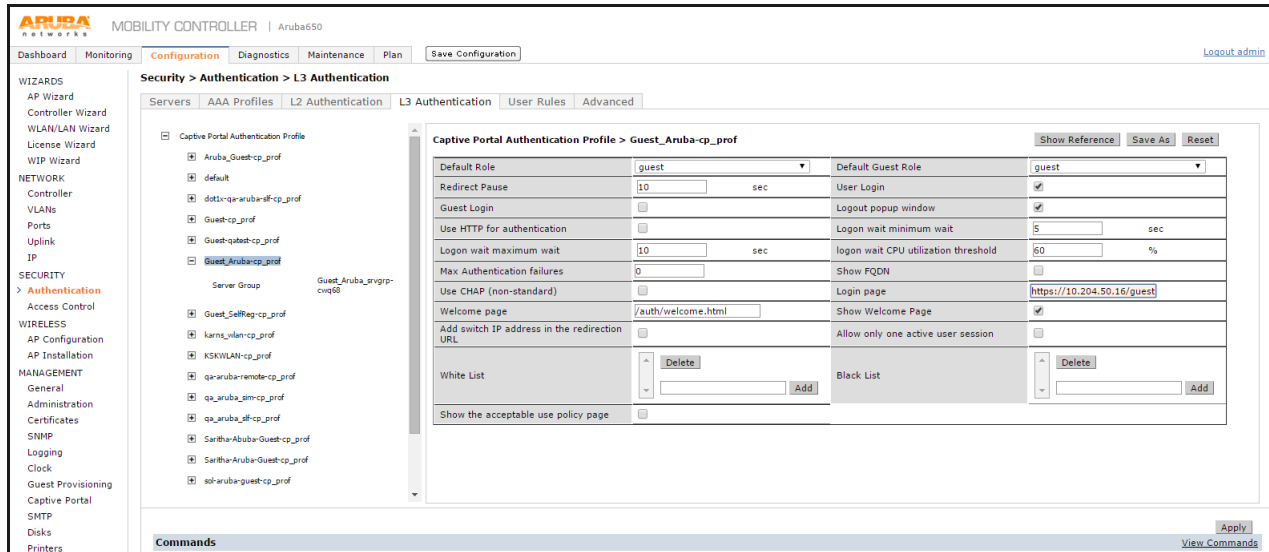 ARUBA networks MOBILITY CONTROLLER | Aruba650
Dashboard Monitoring Configuration Diagnostics Maintenance Plan Save Configuration Logout admin
WIZARDS
AP Wizard
Controller Wizard
WLAN/LAN Wizard
License Wizard
WIP Wizard
NETWORK
Controller
VLANs
Ports
Uplink
IP
SECURITY
> Authentication
Access Control
WIRELESS
AP Configuration
AP Installation
MANAGEMENT
General
Administration
Certificates
SNMP
Logging
Clock
Guest Provisioning
Captive Portal
SMTP
Disks
Printers
Security > Authentication > L3 Authentication
Servers AAA Profiles L2 Authentication L3 Authentication User Rules Advanced
Captive Portal Authentication Profile
Aruba_Guest-cp_prof
default
dot1x-qa-aruba-slf-cp_prof
Guest-cp_prof
Guest-qatest-cp_prof
Guest_Aruba-cp_prof
Server Group Guest_Aruba_srvgrp-cwq68
Guest_SelfReg-cp_prof
karns_wlan-cp_prof
KSKWLAN-cp_prof
qa-aruba-remote-cp_prof
qa_aruba_sim-cp_prof
qa_aruba_slf-cp_prof
Saritha-Abuba-Guest-cp_prof
Saritha-Aruba-Guest-cp_prof
sol-aruba-guest-cp_prof
Captive Portal Authentication Profile > Guest_Aruba-cp_prof Show Reference Save As Reset
Default Role guest Default Guest Role guest
Redirect Pause 10 sec User Login
Guest Login Logout popup window
Use HTTP for authentication Logon wait minimum wait 5 sec
Logon wait maximum wait 10 sec logon wait CPU utilization threshold 60 %
Max Authentication failures 0 Show FQDN
Use CHAP (non-standard) Login page https://10.204.50.16/guest
Welcome page /auth/welcome.html Show Welcome Page
Add switch IP address in the redirection URL Allow only one active user session
White List Delete Add Black List Delete Add
Show the acceptable use policy page
Apply
Commands View Commands